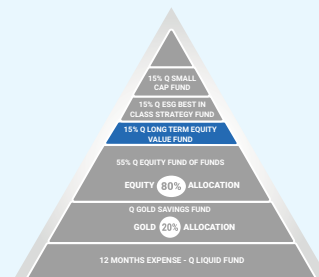 15% Q SMALL
CAP FUND
15% Q ESG BEST IN
CLASS STRATEGY FUND
15% Q LONG TERM EQUITY
VALUE FUND
55% Q EQUITY FUND OF FUNDS
EQUITY 80% ALLOCATION
Q GOLD SAVINGS FUND
GOLD 20% ALLOCATION
12 MONTHS EXPENSE - Q LIQUID FUND